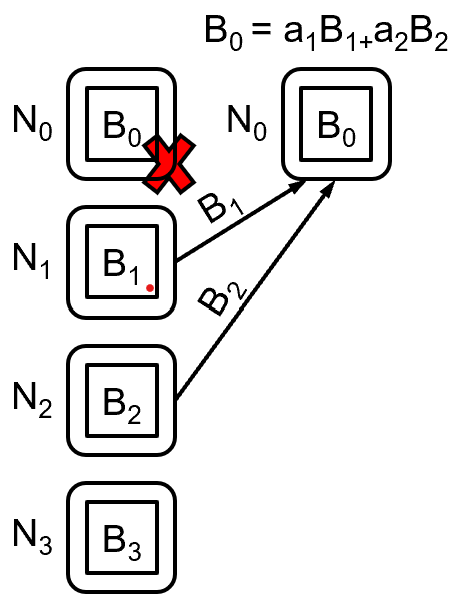 B₀ = a₁B₁₊a₂B₂
N₀ B₀ N₀ B₀
B₁
N₁ B₁
B₂
N₂ B₂
N₃ B₃